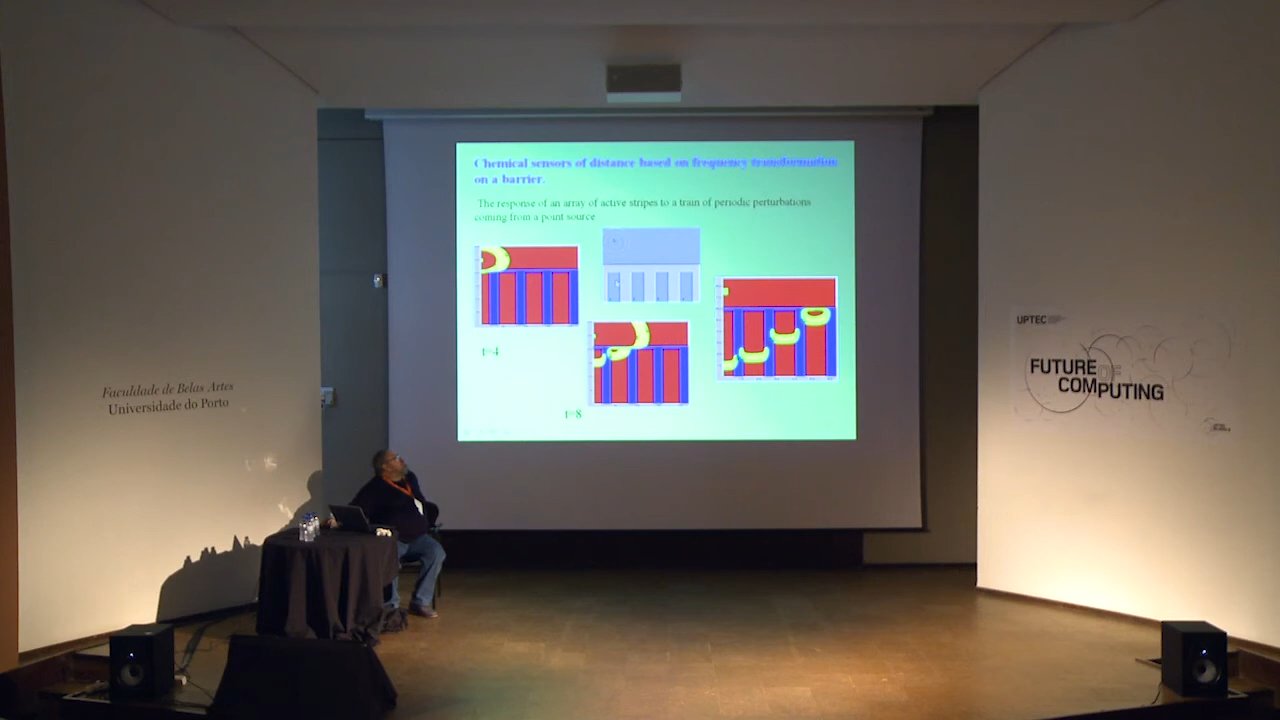 Chemical sensors of distance based on frequency transformation
on a barrier.
The response of an array of active stripes to a train of periodic perturbations
coming from a point source
t=4
t=8
Faculdade de Belas Artes
Universidade do Porto
UPTEC
FUTURE OF
COMPUTING